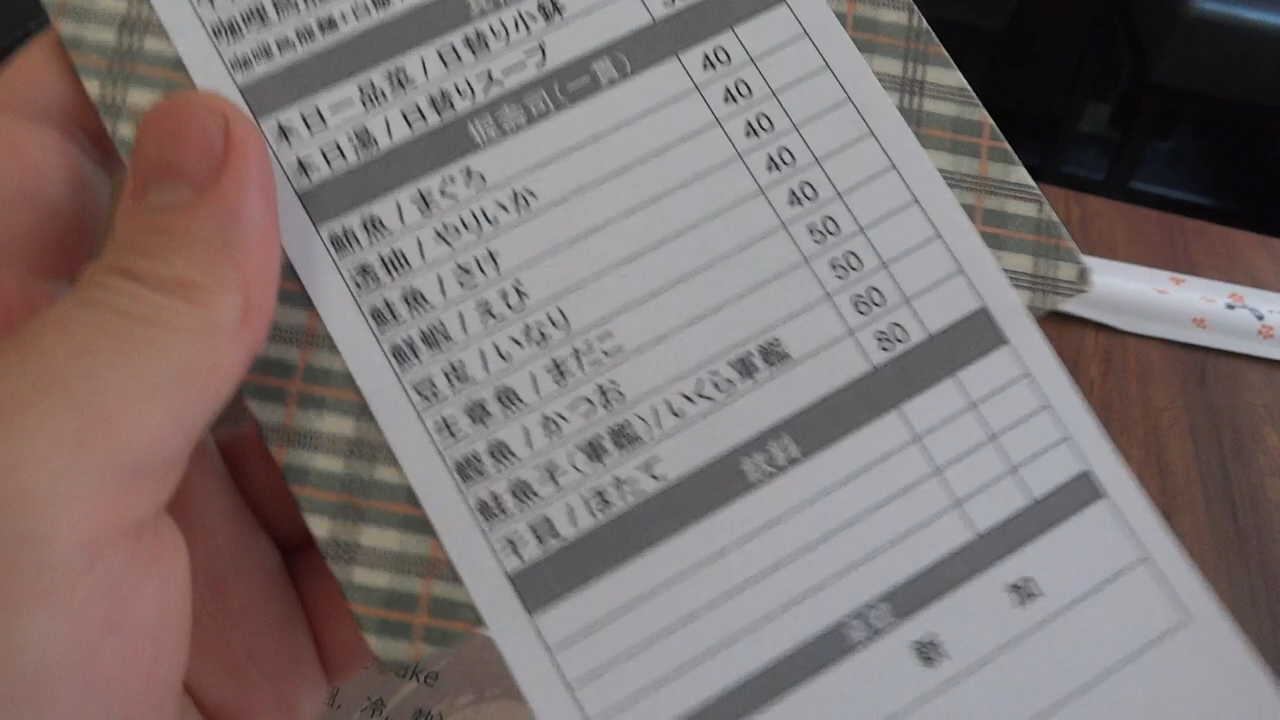 本日一品菜 / 日替り小鉢
本日湯 / 日替りスープ
握壽司(一貫)
鮪魚 / まぐろ 40
透抽 / やりいか 40
鮭魚 / さけ 40
鮮蝦 / えび 40
豆皮 / いなり 40
生章魚 / まだこ 50
鰹魚 / かつお 50
鮭魚子(軍艦) / いくら軍艦 60
干貝 / ほたて 80
飲料
ake
冷,